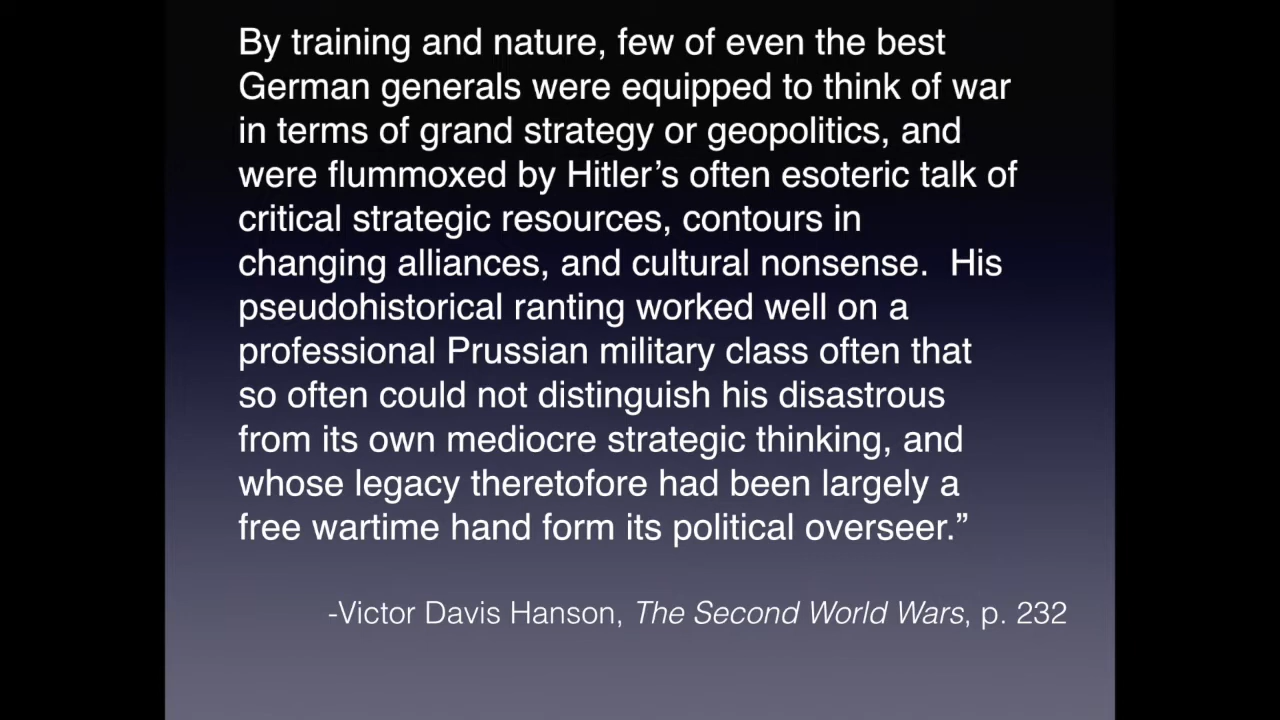 By training and nature, few of even the best
German generals were equipped to think of war
in terms of grand strategy or geopolitics, and
were flummoxed by Hitler’s often esoteric talk of
critical strategic resources, contours in
changing alliances, and cultural nonsense.  His
pseudohistorical ranting worked well on a
professional Prussian military class often that
so often could not distinguish his disastrous
from its own mediocre strategic thinking, and
whose legacy theretofore had been largely a
free wartime hand form its political overseer.”
-Victor Davis Hanson, The Second World Wars, p. 232